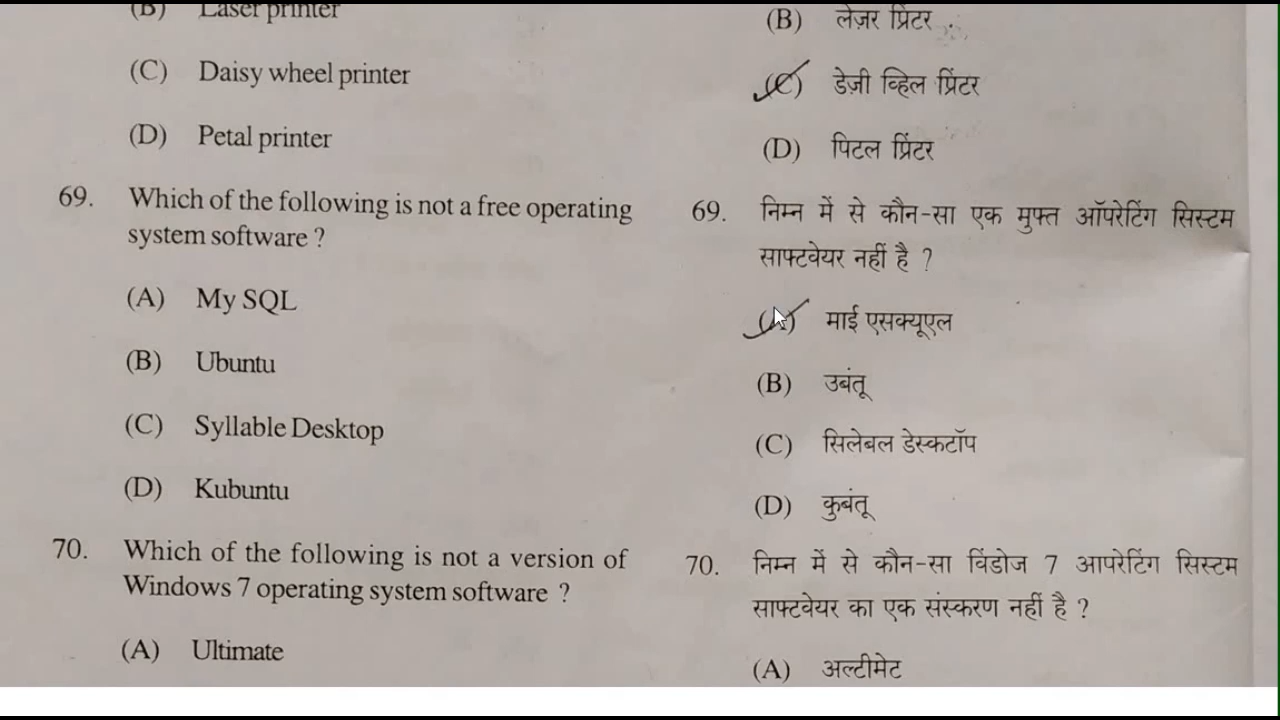 (B) Laser printer
(C) Daisy wheel printer
(D) Petal printer
69. Which of the following is not a free operating
system software ?
(A) My SQL
(B) Ubuntu
(C) Syllable Desktop
(D) Kubuntu
70. Which of the following is not a version of
Windows 7 operating system software ?
(A) Ultimate
(B) लेज़र प्रिंटर
(C) डेज़ी व्हिल प्रिंटर
(D) पिटल प्रिंटर
69. निम्न में से कौन-सा एक मुफ्त ऑपरेटिंग सिस्टम
साफ्टवेयर नहीं है ?
(A) माई एसक्यूएल
(B) उबंतू
(C) सिलेबल डेस्कटॉप
(D) कुबंतू
70. निम्न में से कौन-सा विंडोज 7 आपरेटिंग सिस्टम
साफ्टवेयर का एक संस्करण नहीं है ?
(A) अल्टीमेट